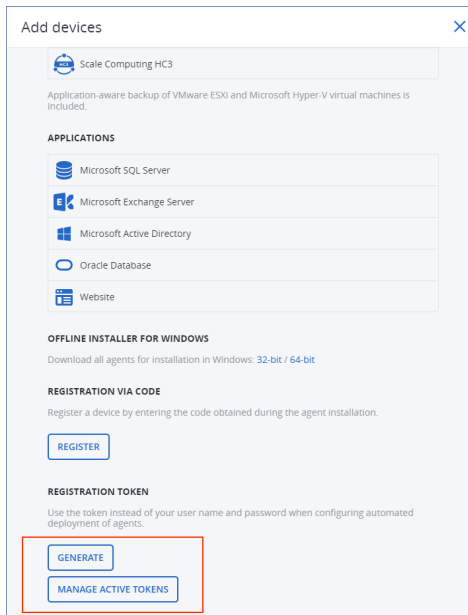 Add devices
HC3
Scale Computing HC3
Application-aware backup of VMware ESXi and Microsoft Hyper-V virtual machines is
included.
APPLICATIONS
Microsoft SQL Server
Microsoft Exchange Server
Microsoft Active Directory
Oracle Database
Website
OFFLINE INSTALLER FOR WINDOWS
Download all agents for installation in Windows: 32-bit / 64-bit
REGISTRATION VIA CODE
Register a device by entering the code obtained during the agent installation.
REGISTER
REGISTRATION TOKEN
Use the token instead of your user name and password when configuring automated
deployment of agents.
GENERATE
MANAGE ACTIVE TOKENS